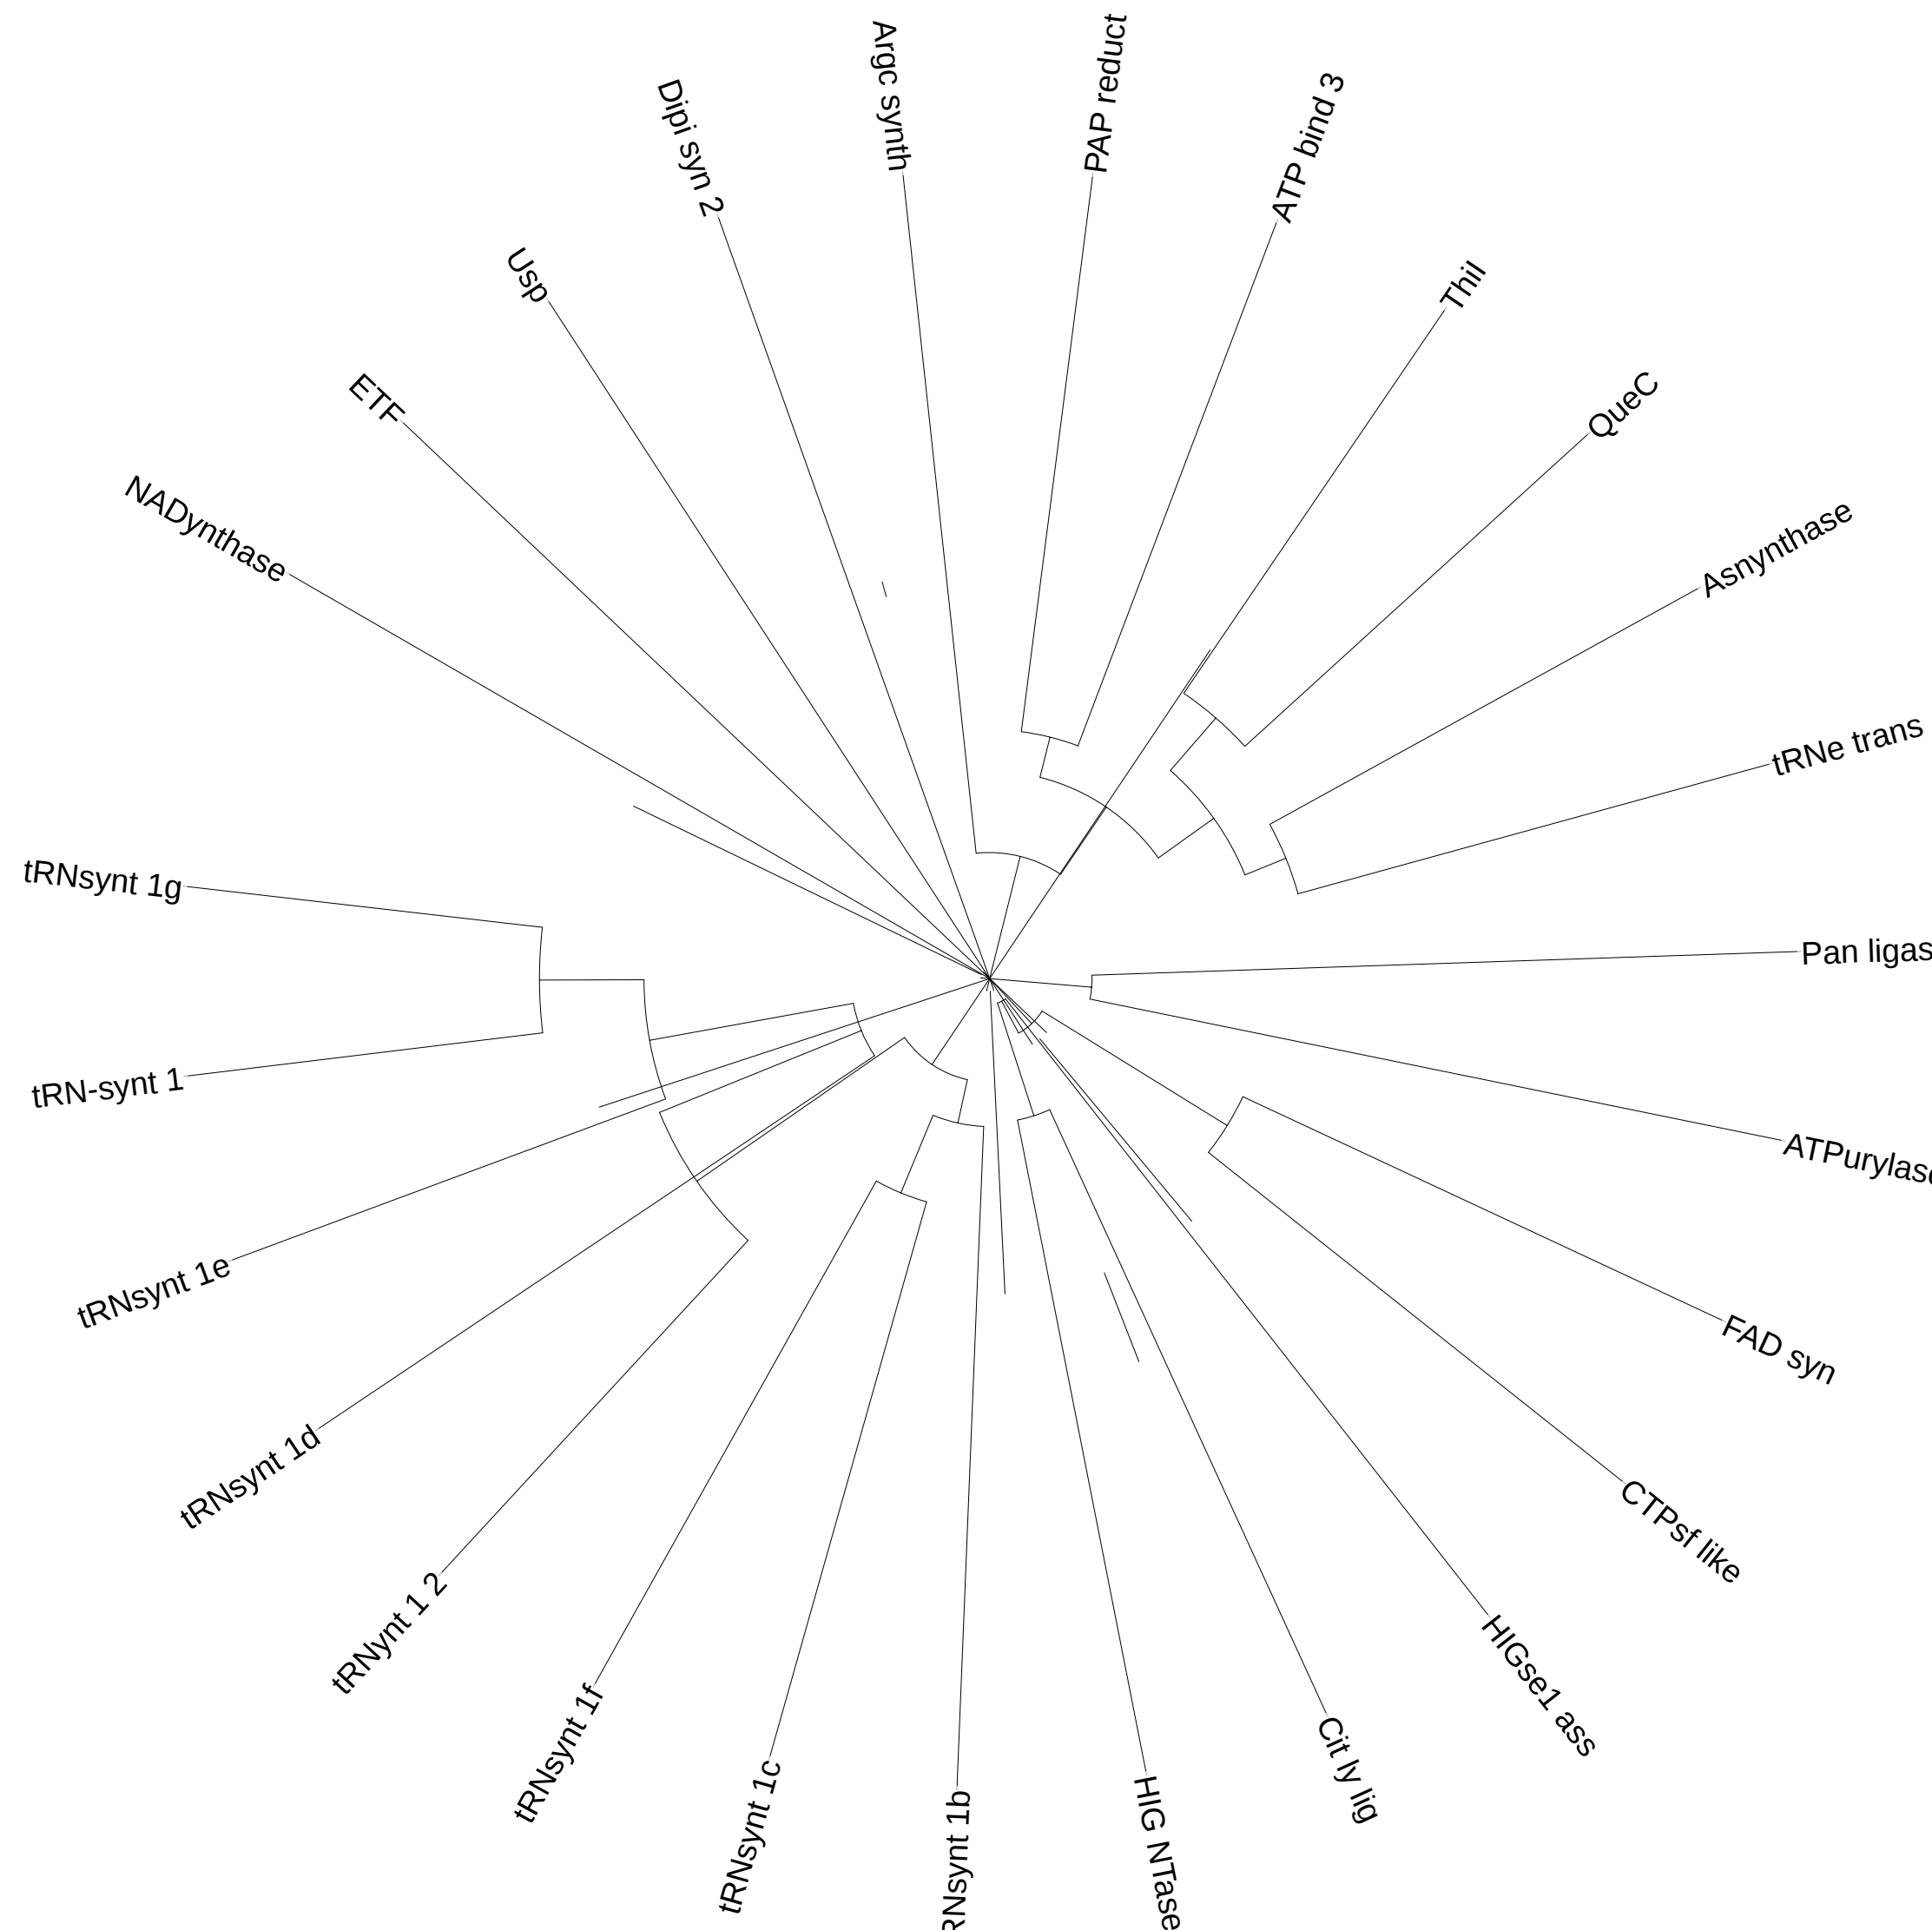 Argc synth
PAP reduct
ATP bind 3
ThiI
QueC
Asnynthase
tRNe trans
Pan ligas
ATPurylase
FAD syn
CTPsf like
HIGse1 ass
Cit ly lig
HIG NTase
RNsynt 1b
tRNsynt 1c
tRNsynt 1f
tRNynt 1 2
tRNsynt 1d
tRNsynt 1e
tRN-synt 1
tRNsynt 1g
NADynthase
ETF
Usp
Dipi syn 2